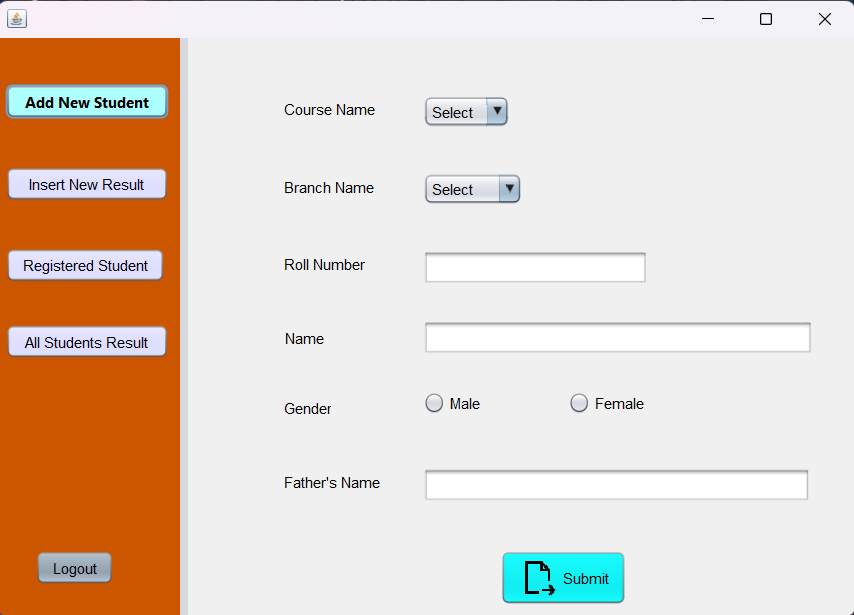 Add New Student
Insert New Result
Registered Student
All Students Result
Logout
Course Name Select
Branch Name Select
Roll Number
Name
Gender Male Female
Father's Name
Submit